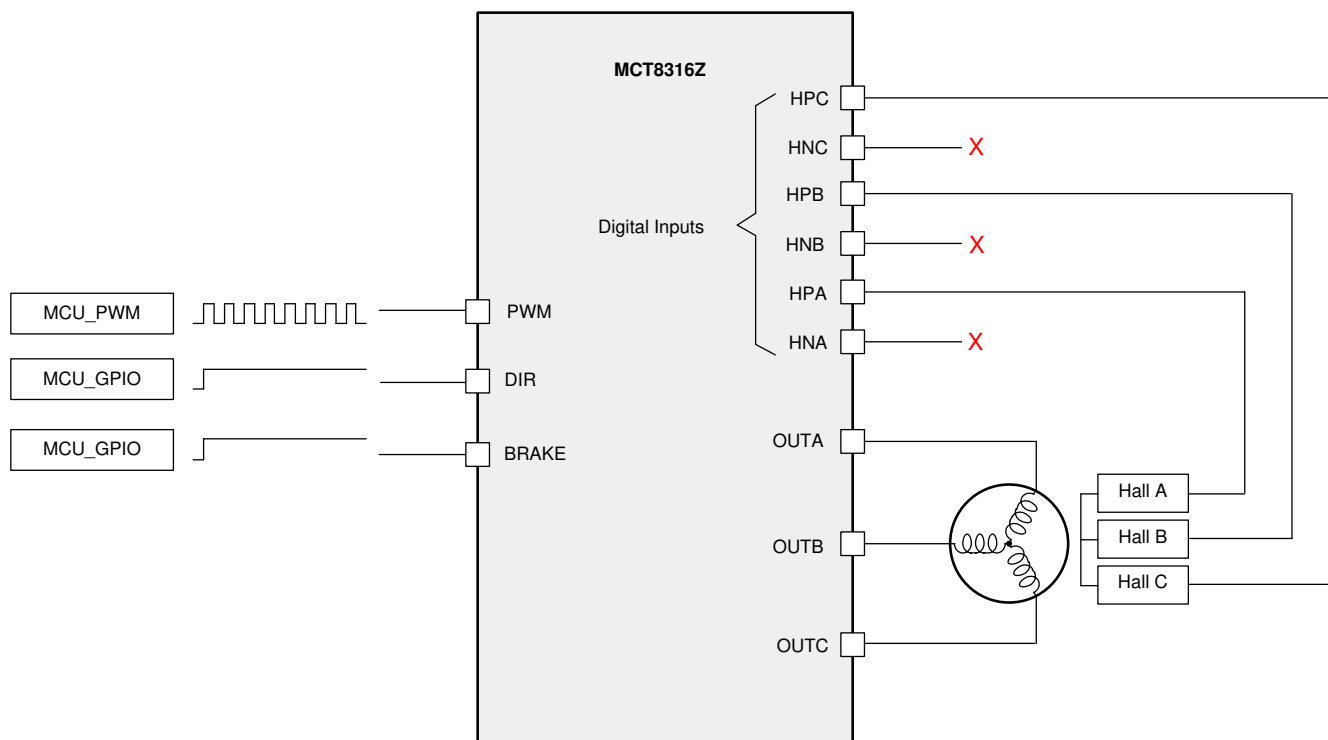 MCT8316Z
HPC
HNC
X
HPB
Digital Inputs
HNB
X
HPA
MCU_PWM
PWM
HNA
X
MCU_GPIO
DIR
OUTA
MCU_GPIO
BRAKE
Hall A
Hall B
OUTB
Hall C
OUTC